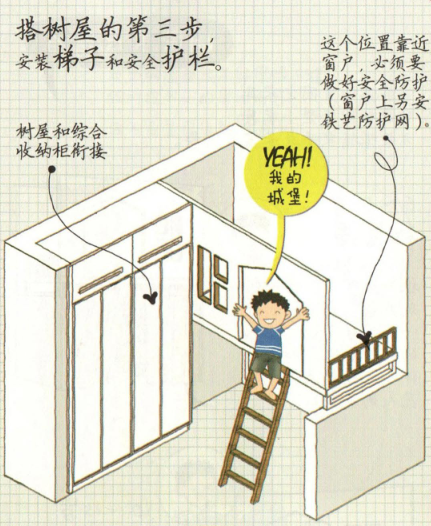 搭树屋的第三步，
安装梯子和安全护栏。
这个位置靠近
窗户，必须要
做好安全防护
（窗户上另安
铁艺防护网）。
树屋和综合
收纳柜衔接
YEAH!
我的
城堡！